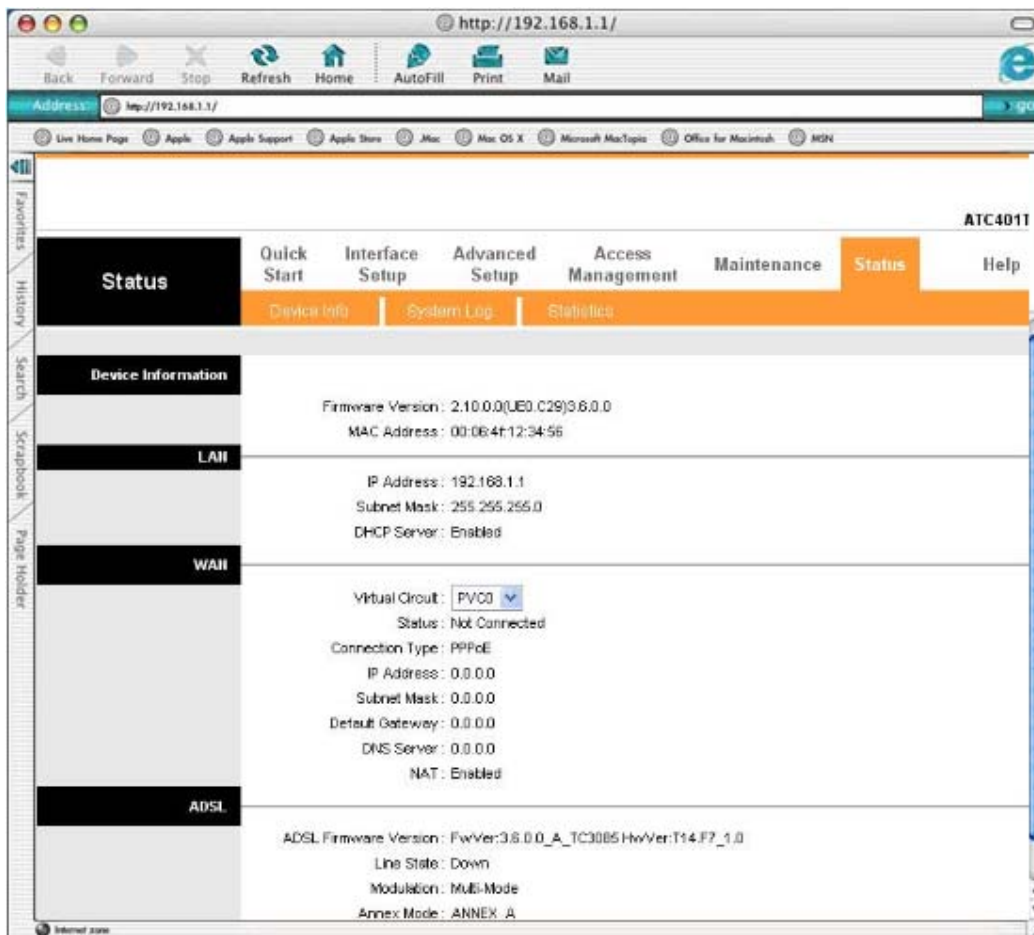 http://192.168.1.1/
Back Forward Stop Refresh Home AutoFill Print Mail
Address: http://192.168.1.1/ go
Live Home Page Apple Apple Support Apple Store .Mac Mac OS X Microsoft MacTopia Office for Macintosh MSN
Favorites
History
Search
Scrapbook
Page Holder
ATC401T
Status
Quick Start Interface Setup Advanced Setup Access Management Maintenance Status Help
Device Info System Log Statistics
Device Information
Firmware Version : 2.10.0.0(UE0.C29)3.6.0.0
MAC Address : 00:06:4f:12:34:56
LAN
IP Address : 192.168.1.1
Subnet Mask : 255.255.255.0
DHCP Server : Enabled
WAN
Virtual Circuit : PVC0
Status : Not Connected
Connection Type : PPPoE
IP Address : 0.0.0.0
Subnet Mask : 0.0.0.0
Default Gateway : 0.0.0.0
DNS Server : 0.0.0.0
NAT : Enabled
ADSL
ADSL Firmware Version : FwVer:3.6.0.0_A_TC3085 HwVer:T14.F7_1.0
Line State : Down
Modulation : Multi-Mode
Annex Mode : ANNEX_A
Internet zone